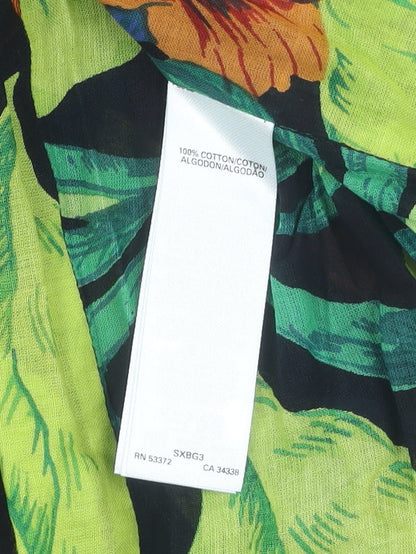 100% COTTON/COTON/
ALGODON/ALGODÃO
SXBG3
RN 53372 CA 34338